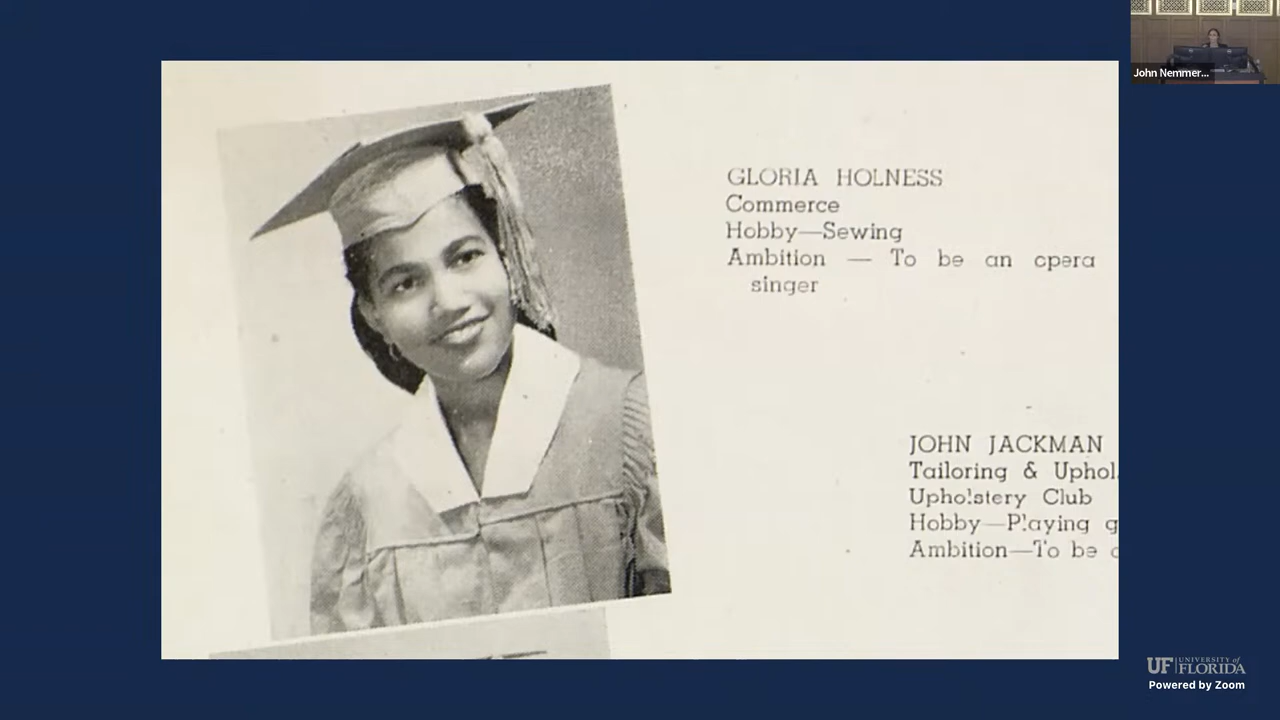 John Nemmer...
GLORIA HOLNESS
Commerce
Hobby—Sewing
Ambition — To be an opera
singer
JOHN JACKMAN
Tailoring & Uphol.
Upholstery Club
Hobby—Playing g
Ambition—To be
UF UNIVERSITY of
FLORIDA
Powered by Zoom